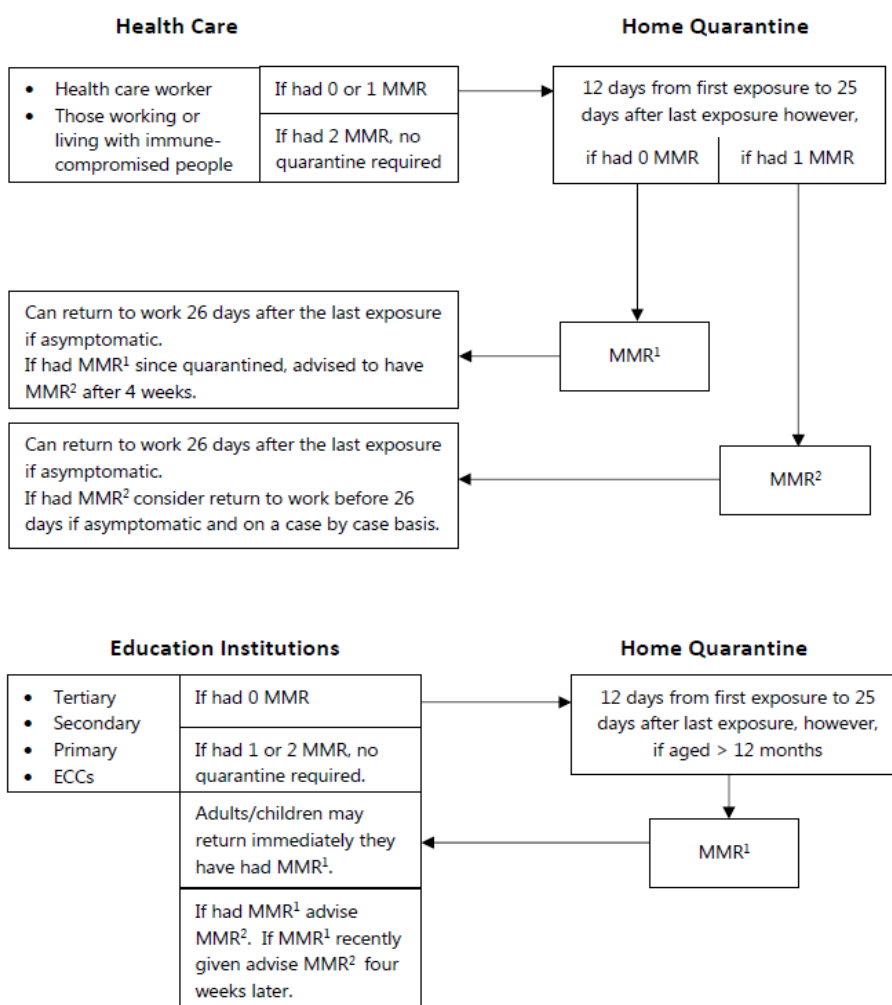 Health Care
Home Quarantine
• Health care worker
• Those working or
living with immune-
compromised people
If had 0 or 1 MMR
If had 2 MMR, no
quarantine required
12 days from first exposure to 25
days after last exposure however,
if had 0 MMR
if had 1 MMR
MMR¹
Can return to work 26 days after the last exposure
if asymptomatic.
If had MMR¹ since quarantined, advised to have
MMR² after 4 weeks.
MMR²
Can return to work 26 days after the last exposure
if asymptomatic.
If had MMR² consider return to work before 26
days if asymptomatic and on a case by case basis.
Education Institutions
Home Quarantine
• Tertiary
• Secondary
• Primary
• ECCs
If had 0 MMR
If had 1 or 2 MMR, no
quarantine required.
12 days from first exposure to 25
days after last exposure, however,
if aged > 12 months
MMR¹
Adults/children may
return immediately they
have had MMR¹.
If had MMR¹ advise
MMR². If MMR¹ recently
given advise MMR² four
weeks later.